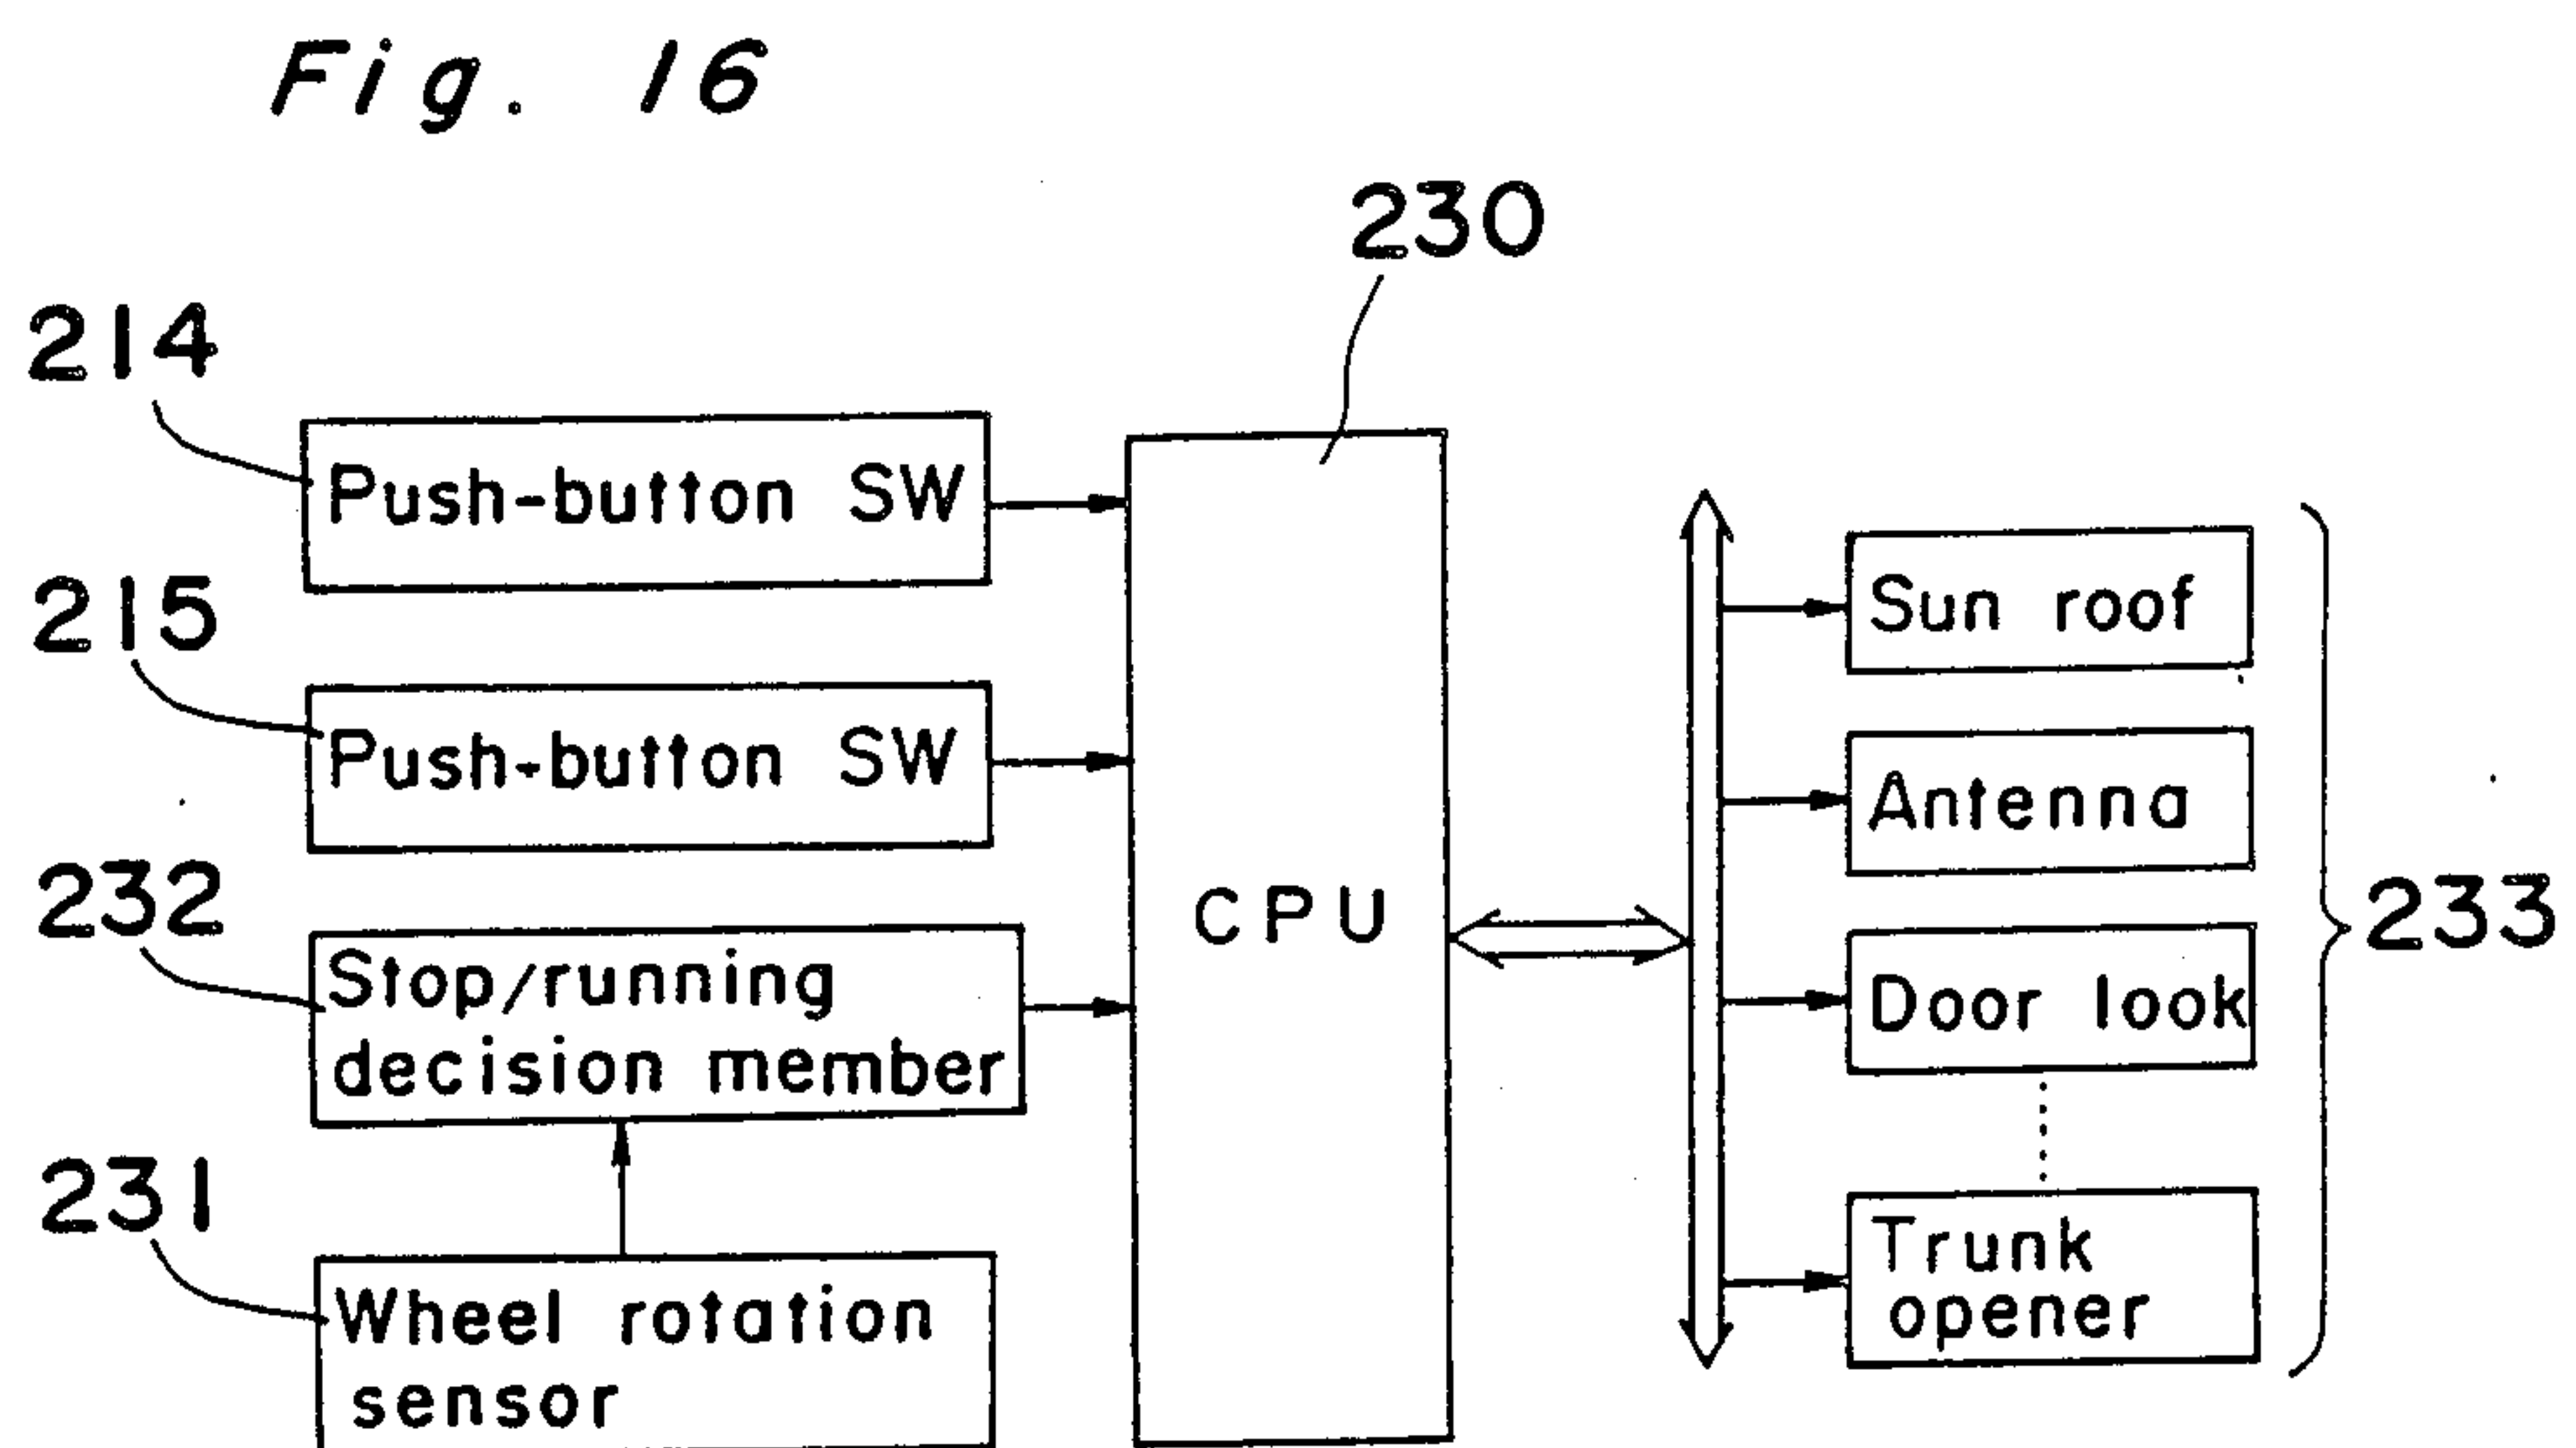 Fig. 16
230
214
Push-button SW
215
Push-button SW
232
Stop/running
decision member
231
Wheel rotation
sensor
CPU
Sun roof
Antenna
Door look
Trunk
opener
233